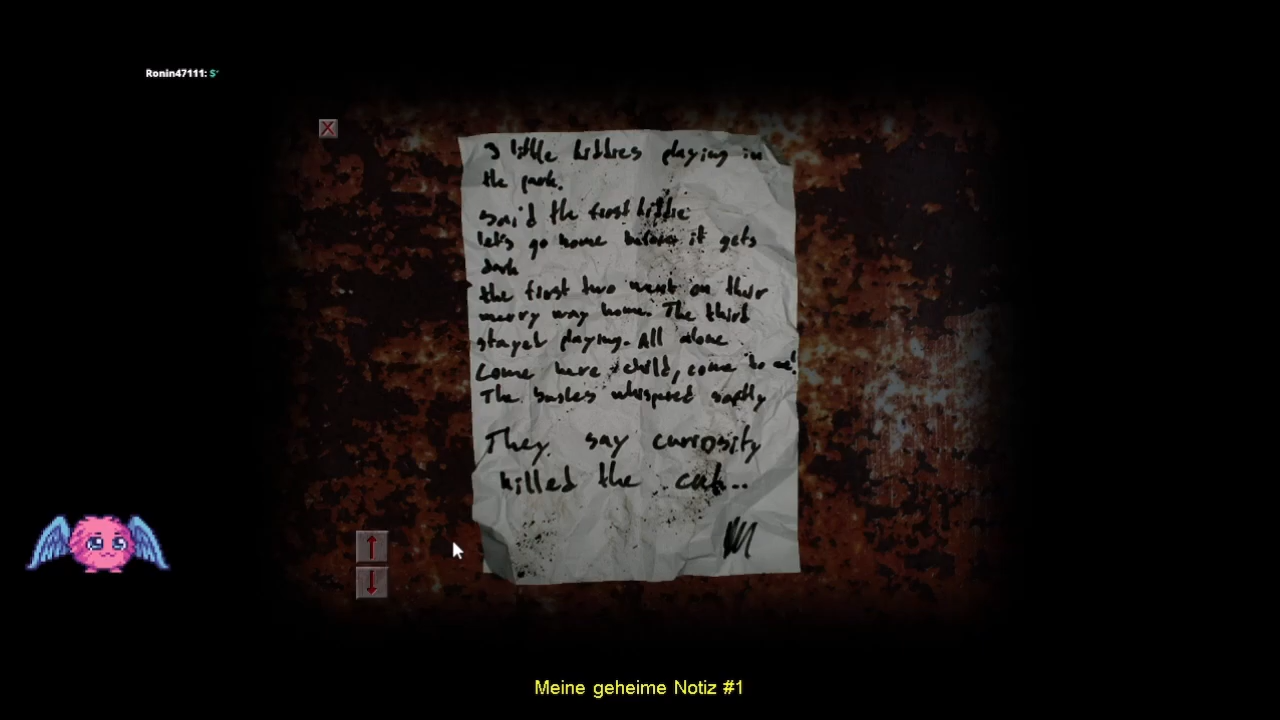 Ronin47111: S
X
3 little kiddies playing in
the park.
said the first kiddie
let's go home before it gets
dark
the first two went on their
merry way home. The third
stayed playing. All alone
Come here child, come to me!
The bushes whispered softly
They say curiosity
killed the cat..
Meine geheime Notiz #1